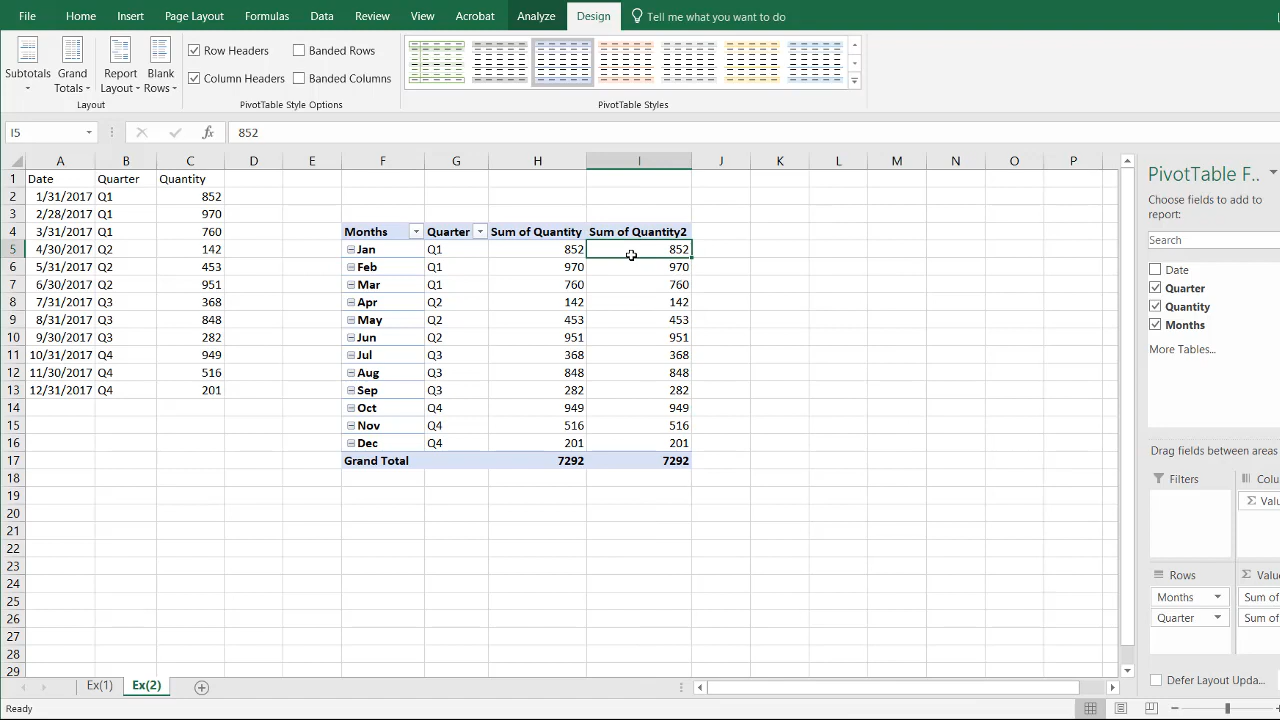 File Home Insert Page Layout Formulas Data Review View Acrobat Analyze Design Tell me what you want to do
Subtotals Grand Totals Report Layout Blank Rows
Row Headers Banded Rows
Column Headers Banded Columns
Layout PivotTable Style Options PivotTable Styles
I5 fx 852
A B C D E F G H I J K L M N O P
1 Date Quarter Quantity
2 1/31/2017 Q1 852
3 2/28/2017 Q1 970
4 3/31/2017 Q1 760 Months Quarter Sum of Quantity Sum of Quantity2
5 4/30/2017 Q2 142 Jan Q1 852 852
6 5/31/2017 Q2 453 Feb Q1 970 970
7 6/30/2017 Q2 951 Mar Q1 760 760
8 7/31/2017 Q3 368 Apr Q2 142 142
9 8/31/2017 Q3 848 May Q2 453 453
10 9/30/2017 Q3 282 Jun Q2 951 951
11 10/31/2017 Q4 949 Jul Q3 368 368
12 11/30/2017 Q4 516 Aug Q3 848 848
13 12/31/2017 Q4 201 Sep Q3 282 282
14 Oct Q4 949 949
15 Nov Q4 516 516
16 Dec Q4 201 201
17 Grand Total 7292 7292
18
19
20
21
22
23
24
25
26
27
28
29
PivotTable F..
Choose fields to add to
report:
Search
Date
Quarter
Quantity
Months
More Tables...
Drag fields between areas
Filters Colu
Σ Valu
Rows Σ Value
Months Sum of
Quarter Sum of
Defer Layout Upda...
Ex(1) Ex(2)
Ready